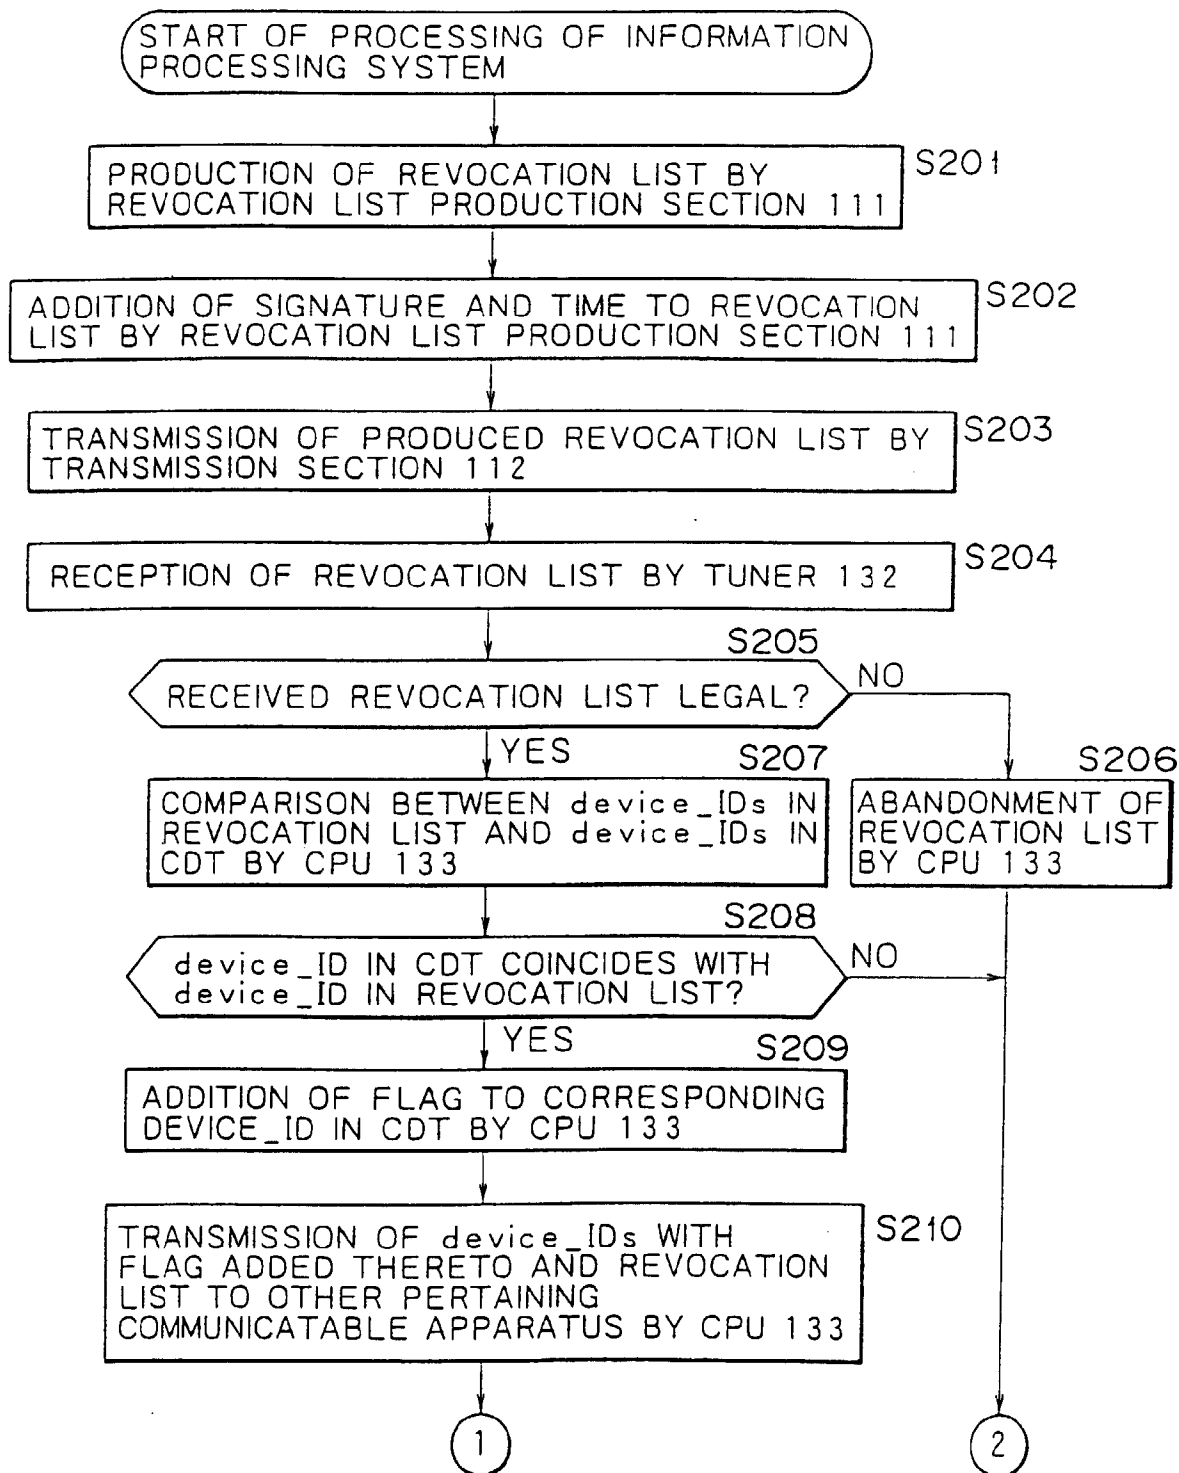 START OF PROCESSING OF INFORMATION
PROCESSING SYSTEM
S201
PRODUCTION OF REVOCATION LIST BY
REVOCATION LIST PRODUCTION SECTION 111
S202
ADDITION OF SIGNATURE AND TIME TO REVOCATION
LIST BY REVOCATION LIST PRODUCTION SECTION 111
S203
TRANSMISSION OF PRODUCED REVOCATION LIST BY
TRANSMISSION SECTION 112
S204
RECEPTION OF REVOCATION LIST BY TUNER 132
S205
RECEIVED REVOCATION LIST LEGAL?
NO
YES
S207
COMPARISON BETWEEN device_IDs IN
REVOCATION LIST AND device_IDs IN
CDT BY CPU 133
S206
ABANDONMENT OF
REVOCATION LIST
BY CPU 133
S208
device_ID IN CDT COINCIDES WITH
device_ID IN REVOCATION LIST?
NO
YES
S209
ADDITION OF FLAG TO CORRESPONDING
DEVICE_ID IN CDT BY CPU 133
S210
TRANSMISSION OF device_IDs WITH
FLAG ADDED THERETO AND REVOCATION
LIST TO OTHER PERTAINING
COMMUNICATABLE APPARATUS BY CPU 133
1
2